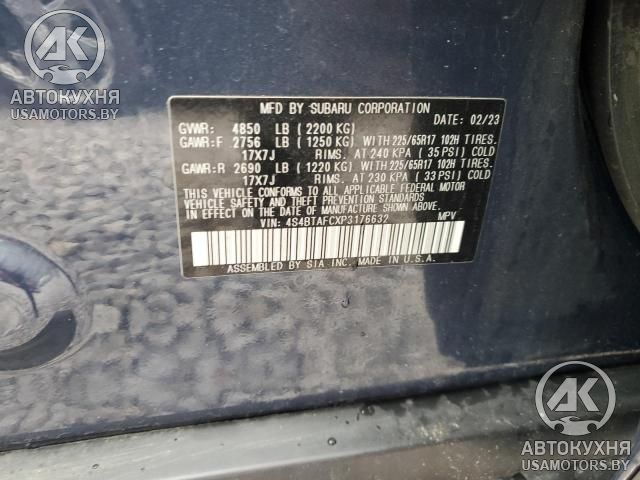 АК
АВТОКУХНЯ
USAMOTORS.BY
MFD BY SUBARU CORPORATION
GVWR: 4850 LB (2200 KG) DATE: 02/23
GAWR:F 2756 LB (1250 KG) WITH 225/65R17 102H TIRES.
17X7J RIMS. AT 240 KPA (35 PSI) COLD
GAWR:R 2690 LB (1220 KG) WITH 225/65R17 102H TIRES.
17X7J RIMS. AT 230 KPA (33 PSI) COLD
THIS VEHICLE CONFORMS TO ALL APPLICABLE FEDERAL MOTOR
VEHICLE SAFETY AND THEFT PREVENTION STANDARDS IN
EFFECT ON THE DATE OF MANUFACTURE SHOWN ABOVE.
VIN: 4S4BTAFCXP3176632 MPV
ASSEMBLED BY SIA INC. MADE IN U.S.A.
АК
АВТОКУХНЯ
USAMOTORS.BY